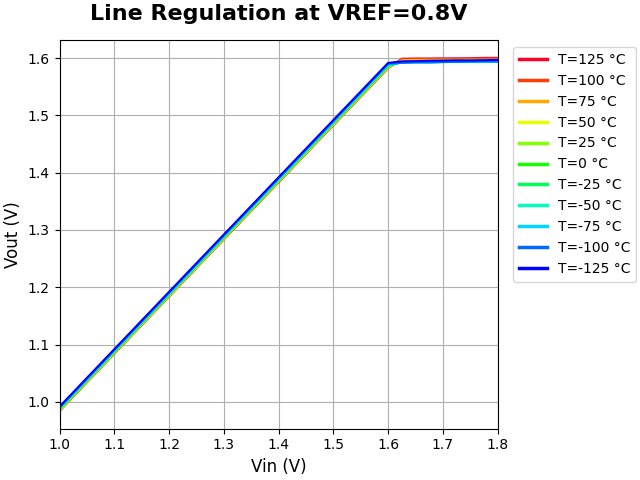 Line Regulation at VREF=0.8V
Vout (V)
1.6
1.5
1.4
1.3
1.2
1.1
1.0
1.0 1.1 1.2 1.3 1.4 1.5 1.6 1.7 1.8
Vin (V)
T=125 °C
T=100 °C
T=75 °C
T=50 °C
T=25 °C
T=0 °C
T=-25 °C
T=-50 °C
T=-75 °C
T=-100 °C
T=-125 °C